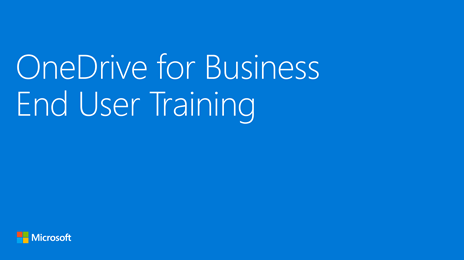 OneDrive for Business
End User Training
Microsoft